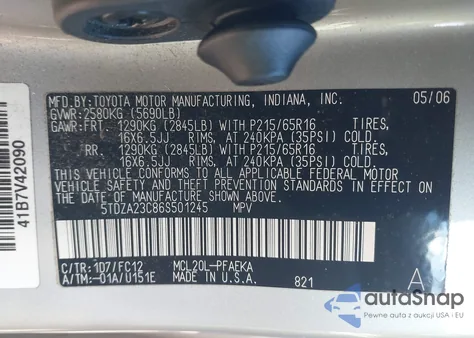 MFD.BY:TOYOTA MOTOR MANUFACTURING, INDIANA, INC. 05/06
GVWR:2580KG (5690LB)
GAWR:FRT. 1290KG (2845LB) WITH P215/65R16 TIRES,
16X6.5JJ RIMS, AT 240KPA (35PSI) COLD.
RR 1290KG (2845LB) WITH P215/65R16 TIRES,
16X6.5JJ RIMS, AT 240KPA (35PSI) COLD.
THIS VEHICLE CONFORMS TO ALL APPLICABLE FEDERAL MOTOR
VEHICLE SAFETY AND THEFT PREVENTION STANDARDS IN EFFECT
ON THE DATE OF MANUFACTURE SHOWN ABOVE.
5TDZA23C86S501245 MPV
C/TR:1D7/FC12 MCL20L-PFAEKA
A/TM:-01A/U151E MADE IN U.S.A. 821 A
41B7V42090
autoSnap
Pewne auta z aukcji w USA i EU